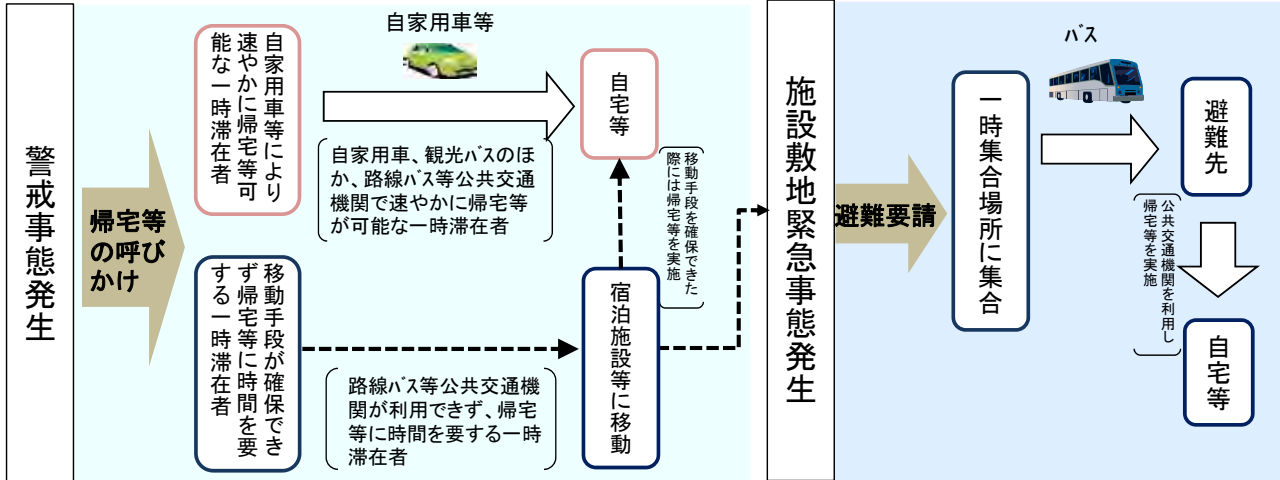 警戒事態発生
帰宅等
の呼び
かけ
自家用車等により
速やかに帰宅等可
能な一時滞在者
自家用車等
自家用車、観光バスのほ
か、路線バス等公共交通
機関で速やかに帰宅等
が可能な一時滞在者
自宅等
移動手段を確保できた
際には帰宅等を実施
移動手段が確保でき
ず帰宅等に時間を要
する一時滞在者
路線バス等公共交通機
関が利用できず、帰宅
等に時間を要する一時
滞在者
宿泊施設等に移動
施設敷地緊急事態発生
避難要請
一時集合場所に集合
バス
避難先
公共交通機関を利用し
帰宅等を実施
自宅等